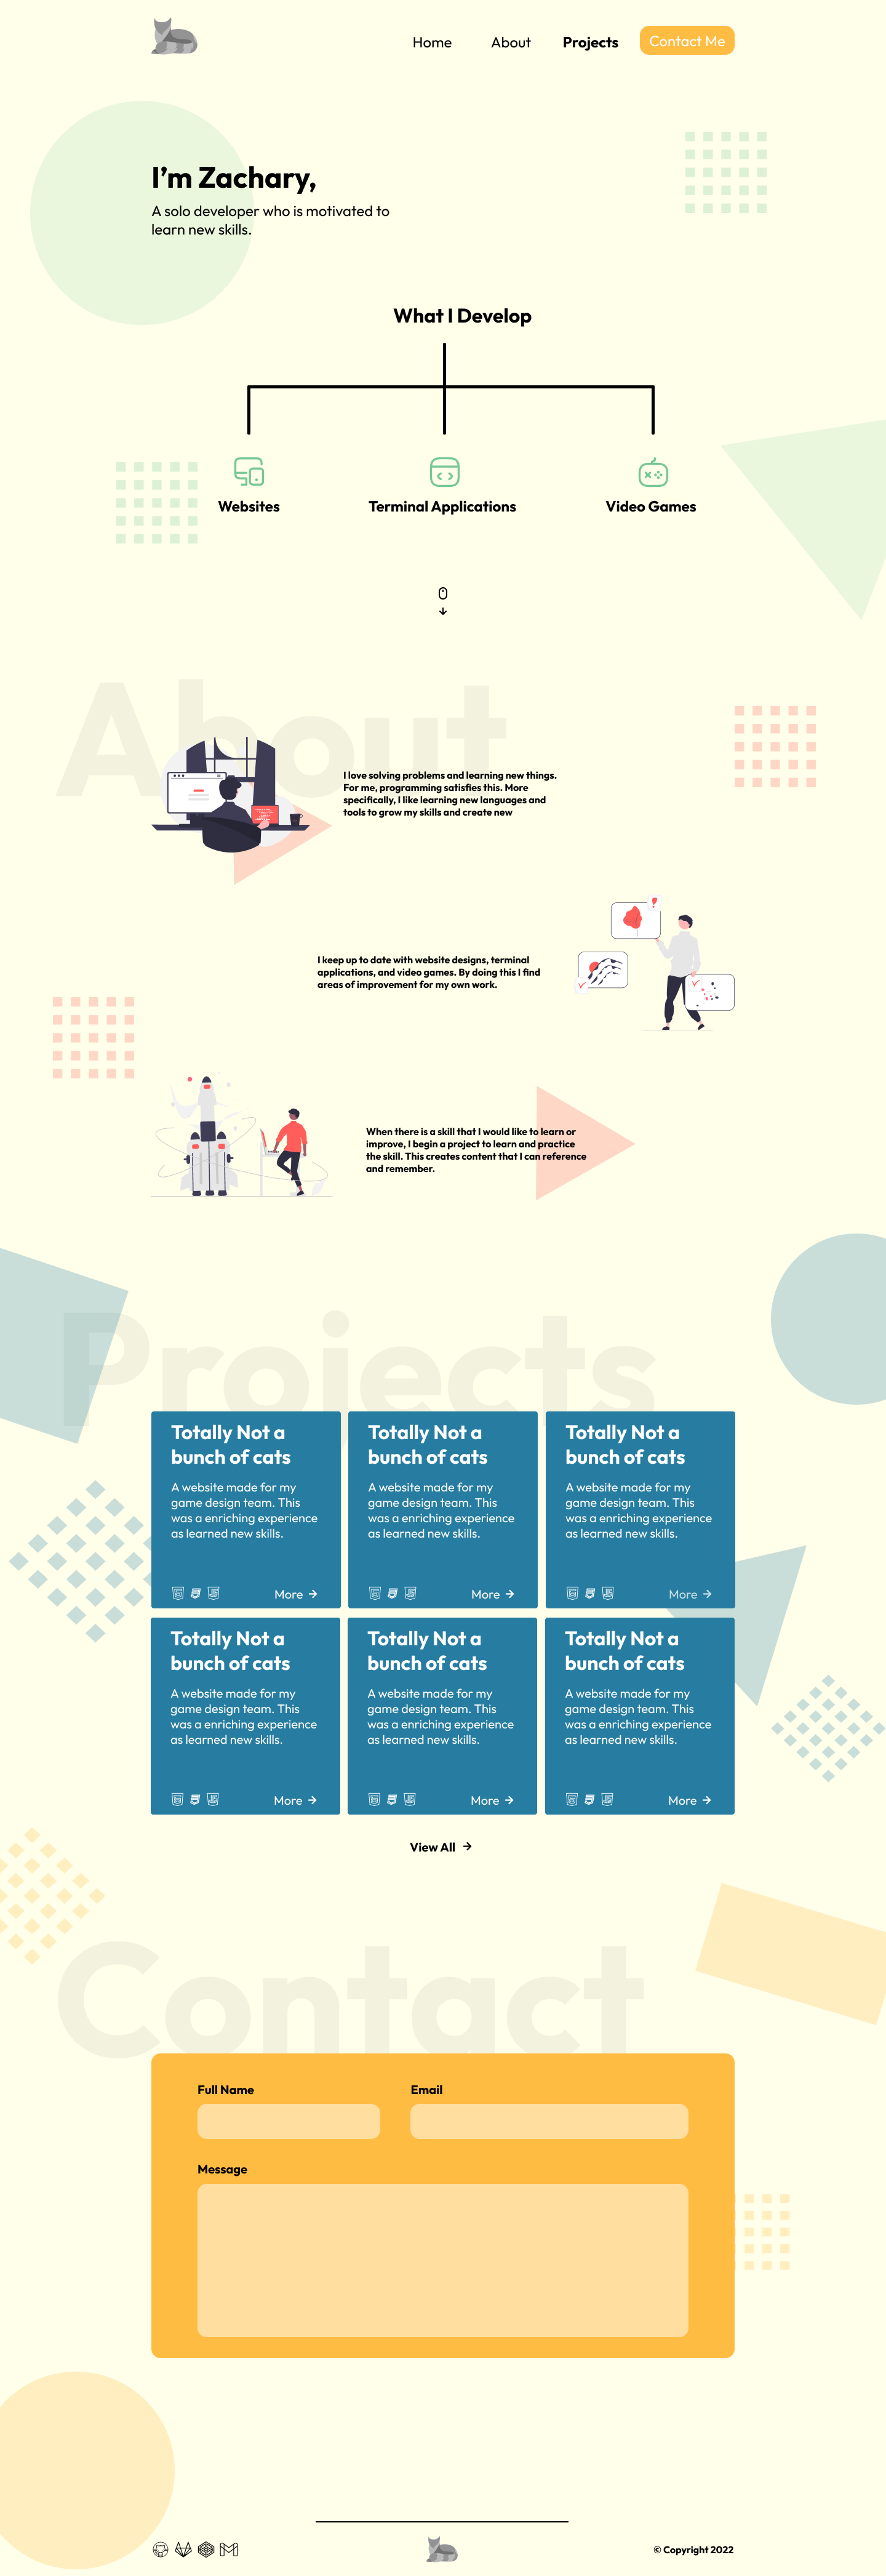 Home About Projects Contact Me
I'm Zachary,
A solo developer who is motivated to
learn new skills.
What I Develop
Websites Terminal Applications Video Games
About
I love solving problems and learning new things.
For me, programming satisfies this. More
specifically, I like learning new languages and
tools to grow my skills and create new
I keep up to date with website designs, terminal
applications, and video games. By doing this I find
areas of improvement for my own work.
When there is a skill that I would like to learn or
improve, I begin a project to learn and practice
the skill. This creates content that I can reference
and remember.
Projects
Totally Not a
bunch of cats
A website made for my
game design team. This
was a enriching experience
as learned new skills.
More
Totally Not a
bunch of cats
A website made for my
game design team. This
was a enriching experience
as learned new skills.
More
Totally Not a
bunch of cats
A website made for my
game design team. This
was a enriching experience
as learned new skills.
More
Totally Not a
bunch of cats
A website made for my
game design team. This
was a enriching experience
as learned new skills.
More
Totally Not a
bunch of cats
A website made for my
game design team. This
was a enriching experience
as learned new skills.
More
Totally Not a
bunch of cats
A website made for my
game design team. This
was a enriching experience
as learned new skills.
More
View All
Contact
Full Name Email
Message
© Copyright 2022